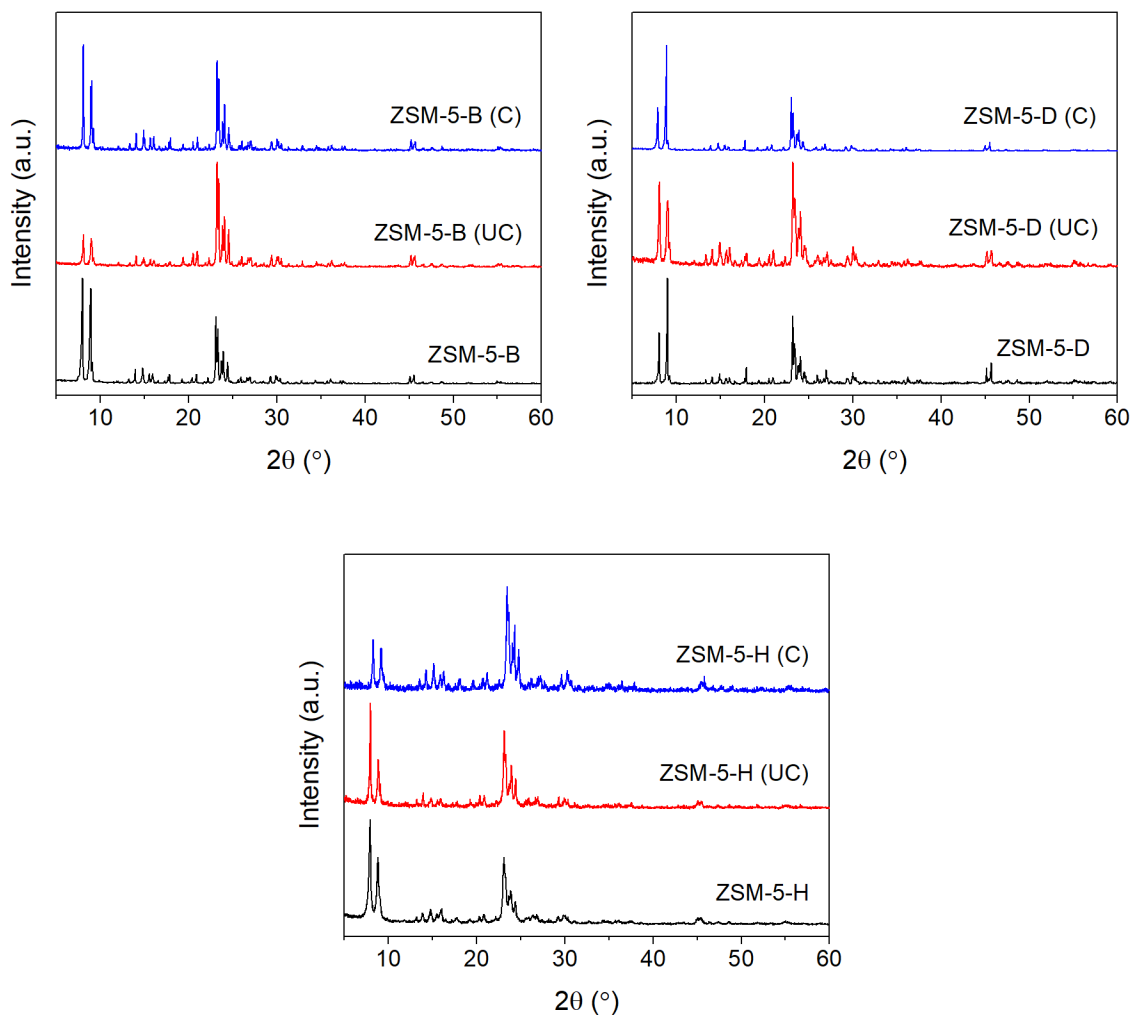 Intensity (a.u.)
ZSM-5-B (C)
ZSM-5-B (UC)
ZSM-5-B
10 20 30 40 50 60
2θ (°)
Intensity (a.u.)
ZSM-5-D (C)
ZSM-5-D (UC)
ZSM-5-D
10 20 30 40 50 60
2θ (°)
Intensity (a.u.)
ZSM-5-H (C)
ZSM-5-H (UC)
ZSM-5-H
10 20 30 40 50 60
2θ (°)